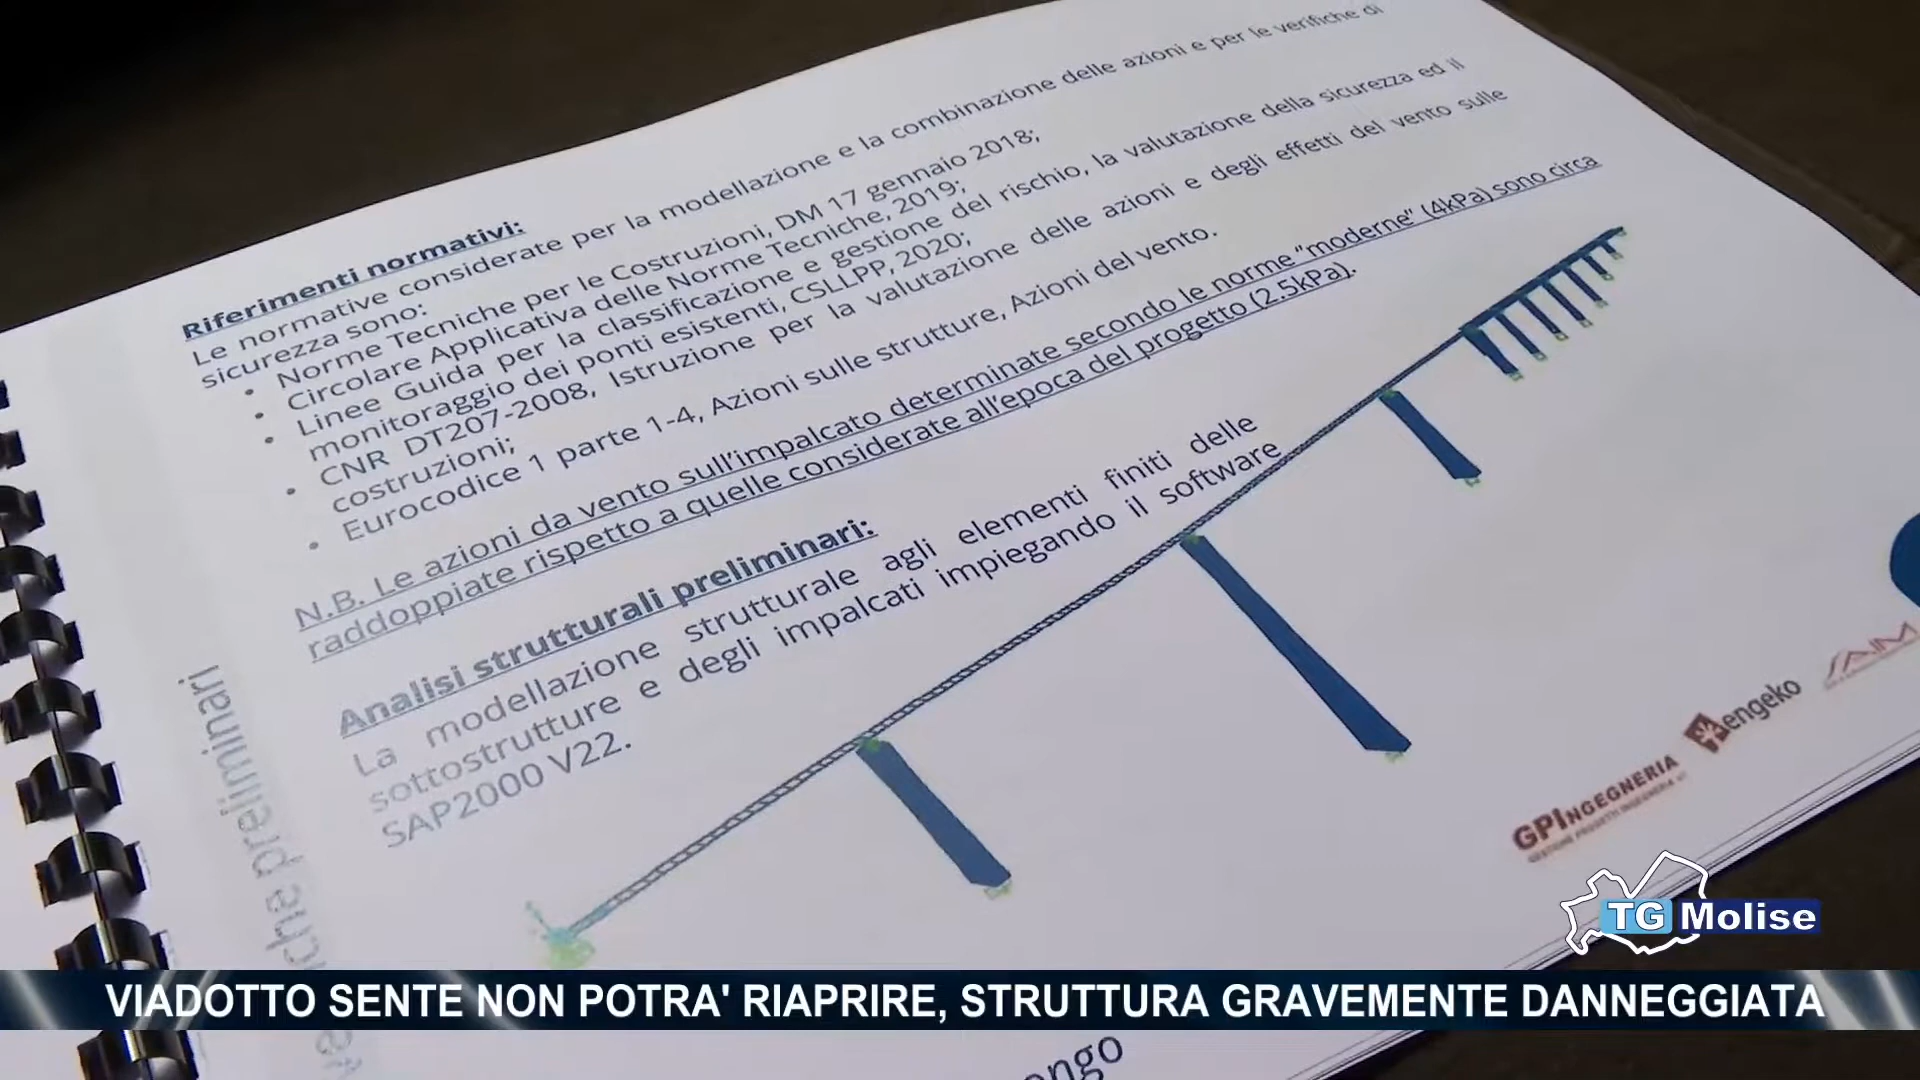 Riferimenti normativi:
Le normative considerate per la modellazione e la combinazione delle azioni e per le verifiche di
sicurezza sono:
• Norme Tecniche per le Costruzioni, DM 17 gennaio 2018;
• Circolare Applicativa delle Norme Tecniche, 2019;
• Linee Guida per la classificazione e gestione del rischio, la valutazione della sicurezza ed il
monitoraggio dei ponti esistenti, CSLLPP, 2020;
• CNR DT207-2008, Istruzione per la valutazione delle azioni e degli effetti del vento sulle
costruzioni;
• Eurocodice 1 parte 1-4, Azioni sulle strutture, Azioni del vento.
N.B. Le azioni da vento sull'impalcato determinate secondo le norme "moderne" (4kPa) sono circa
raddoppiate rispetto a quelle considerate all'epoca del progetto (2.5kPa).
Analisi strutturali preliminari:
La modellazione strutturale agli elementi finiti delle
sottostrutture e degli impalcati impiegando il software
SAP2000 V22.
preliminari
GPINGEGNERIA
GESTIONE PROGETTI INGEGNERIA
engeko
TG Molise
VIADOTTO SENTE NON POTRA' RIAPRIRE, STRUTTURA GRAVEMENTE DANNEGGIATA